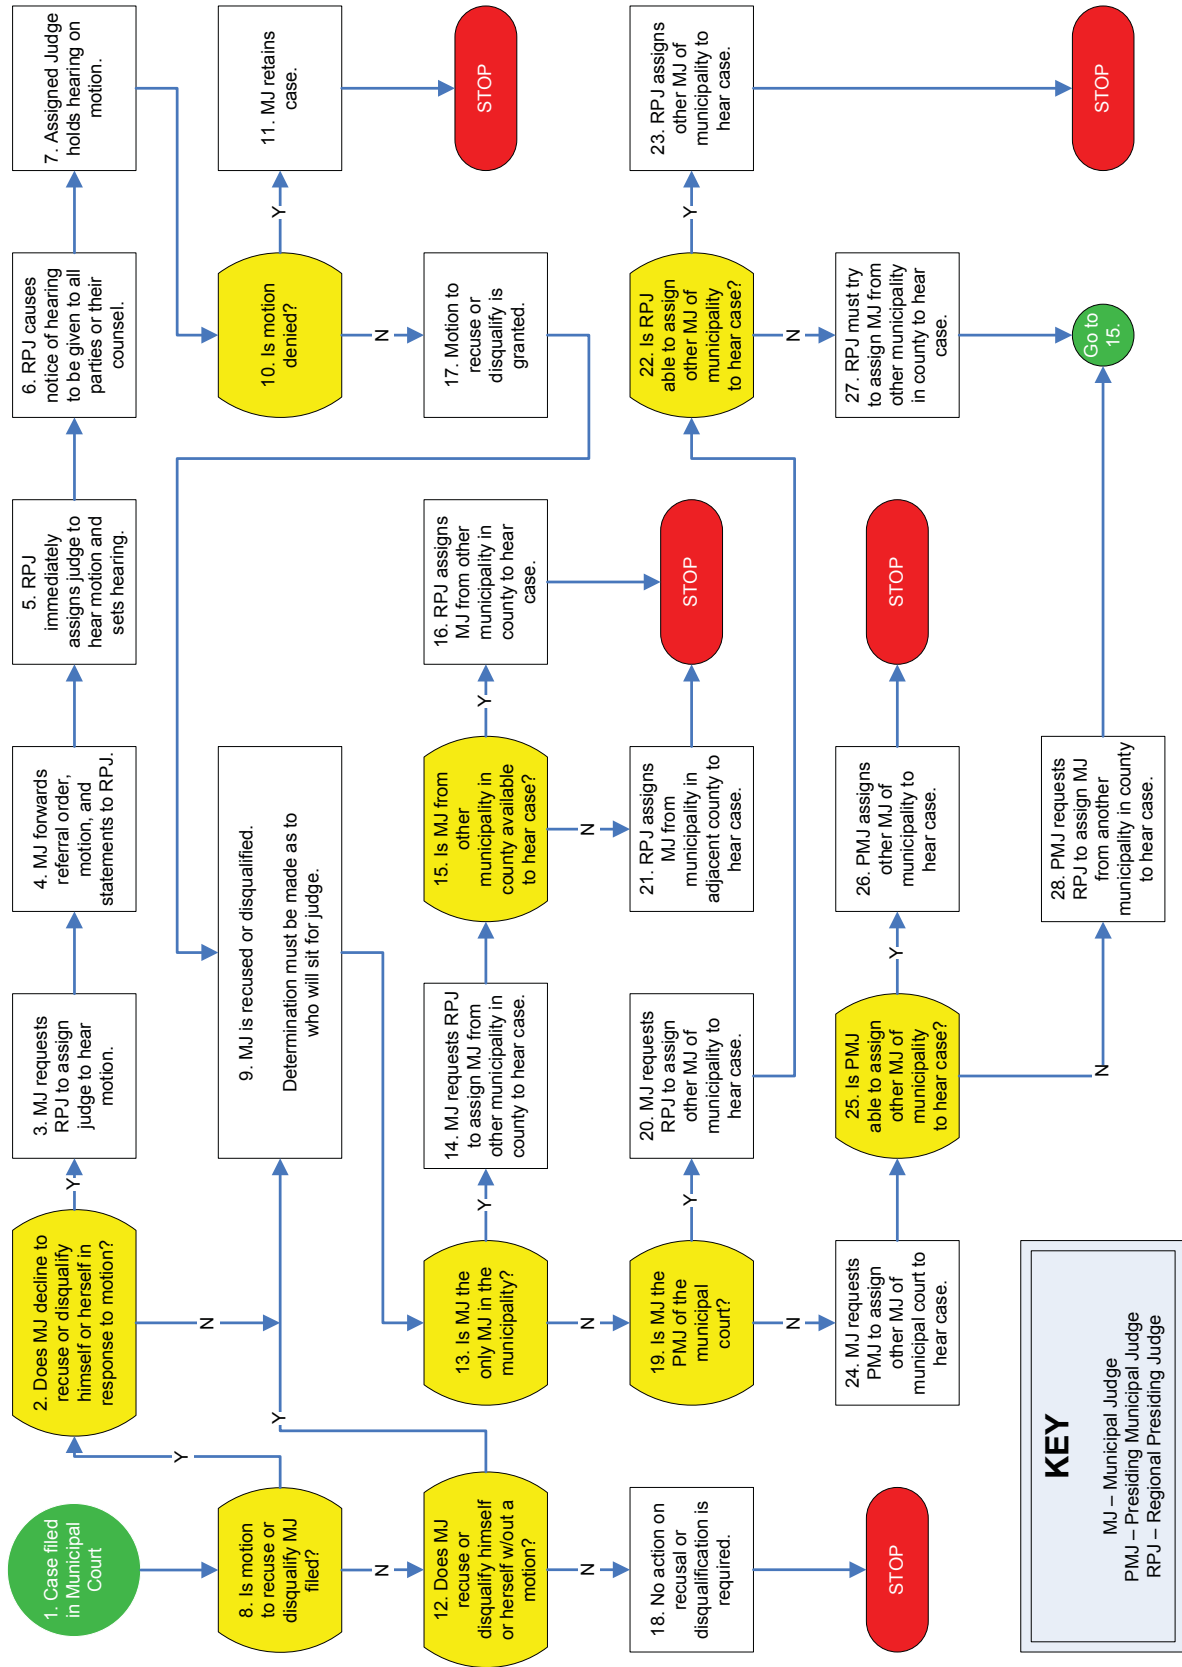 1. Case filed
in Municipal
Court
2. Does MJ decline to
recuse or disqualify
himself or herself in
response to motion?
Y
N
3. MJ requests
RPJ to assign
judge to hear
motion.
4. MJ forwards
referral order,
motion, and
statements to RPJ.
5. RPJ
immediately
assigns judge to
hear motion and
sets hearing.
6. RPJ causes
notice of hearing
to be given to all
parties or their
counsel.
7. Assigned Judge
holds hearing on
motion.
8. Is motion
to recuse or
disqualify MJ
filed?
Y
N
9. MJ is recused or disqualified.
Determination must be made as to
who will sit for judge.
10. Is motion
denied?
Y
N
11. MJ retains
case.
STOP
12. Does MJ
recuse or
disqualify himself
or herself w/out a
motion?
Y
N
13. Is MJ the
only MJ in the
municipality?
Y
N
14. MJ requests RPJ
to assign MJ from
other municipality in
county to hear case.
15. Is MJ from
other
municipality in
county available
to hear case?
Y
N
16. RPJ assigns
MJ from other
municipality in
county to hear
case.
17. Motion to
recuse or
disqualify is
granted.
18. No action on
recusal or
disqualification is
required.
STOP
19. Is MJ the
PMJ of the
municipal
court?
Y
N
20. MJ requests
RPJ to assign
other MJ of
municipality to
hear case.
21. RPJ assigns
MJ from
municipality in
adjacent county to
hear case.
STOP
22. Is RPJ
able to assign
other MJ of
municipality
to hear case?
Y
N
23. RPJ assigns
other MJ of
municipality to
hear case.
STOP
24. MJ requests
PMJ to assign
other MJ of
municipal court to
hear case.
25. Is PMJ
able to assign
other MJ of
municipality
to hear case?
Y
N
26. PMJ assigns
other MJ of
municipality to
hear case.
STOP
27. RPJ must try
to assign MJ from
other municipality
in county to hear
case.
28. PMJ requests
RPJ to assign MJ
from another
municipality in county
to hear case.
Go to
15.
KEY
MJ – Municipal Judge
PMJ – Presiding Municipal Judge
RPJ – Regional Presiding Judge